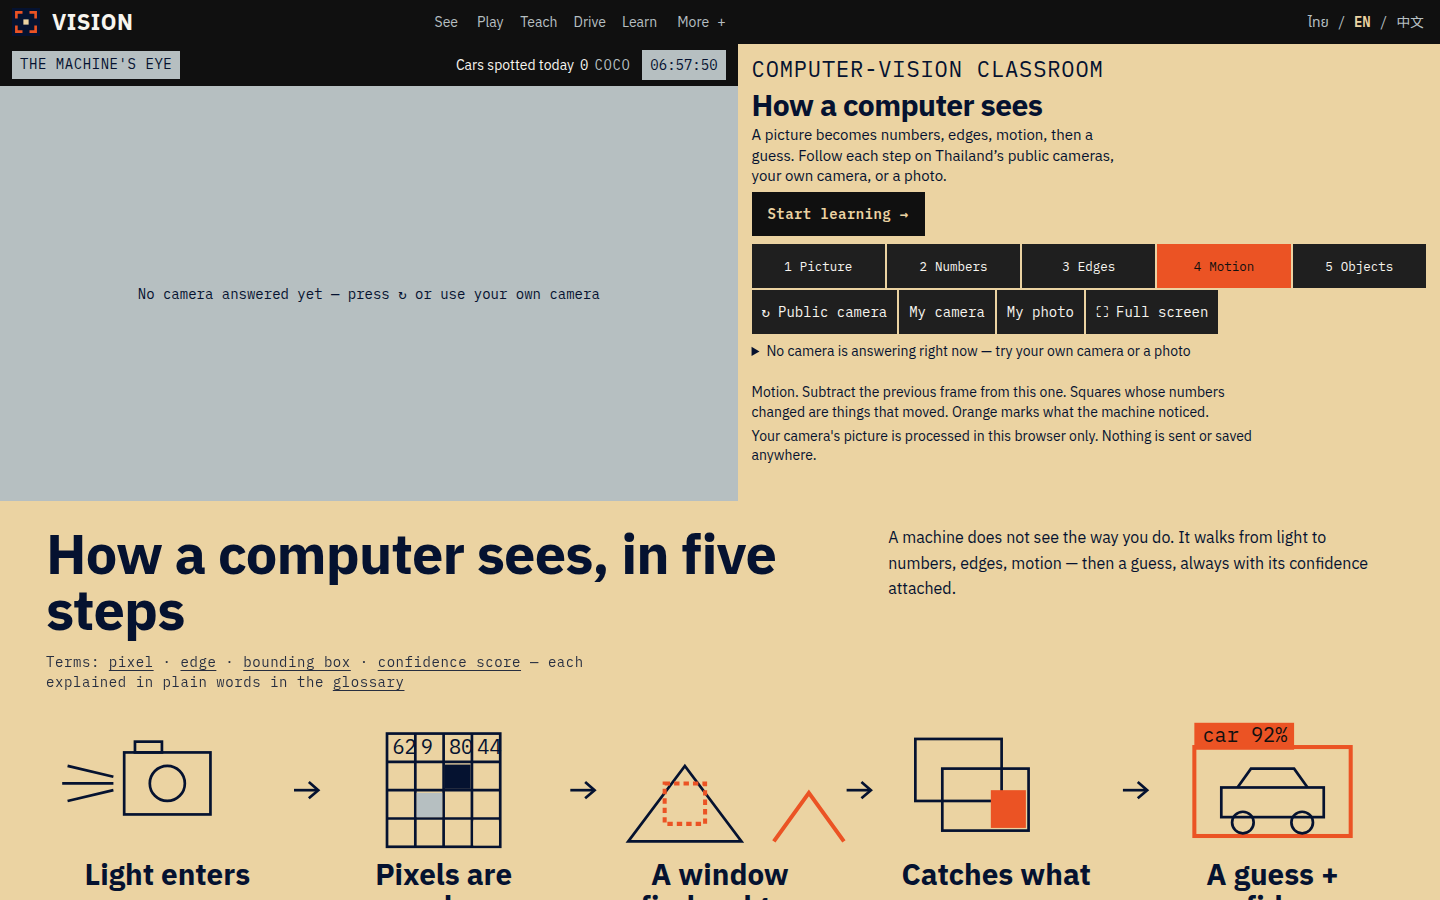 VISION
See Play Teach Drive Learn More +
ไทย / EN / 中文
THE MACHINE'S EYE
Cars spotted today 0 COCO 06:57:50
No camera answered yet — press ↻ or use your own camera
COMPUTER-VISION CLASSROOM
How a computer sees
A picture becomes numbers, edges, motion, then a
guess. Follow each step on Thailand’s public cameras,
your own camera, or a photo.
Start learning →
1 Picture 2 Numbers 3 Edges 4 Motion 5 Objects
↻ Public camera My camera My photo ⛶ Full screen
▶ No camera is answering right now — try your own camera or a photo
Motion. Subtract the previous frame from this one. Squares whose numbers
changed are things that moved. Orange marks what the machine noticed.
Your camera's picture is processed in this browser only. Nothing is sent or saved
anywhere.
How a computer sees, in five
steps
A machine does not see the way you do. It walks from light to
numbers, edges, motion — then a guess, always with its confidence
attached.
Terms: pixel · edge · bounding box · confidence score — each
explained in plain words in the glossary
62 9 80 44
car 92%
Light enters
Pixels are
A window
Catches what
A guess +